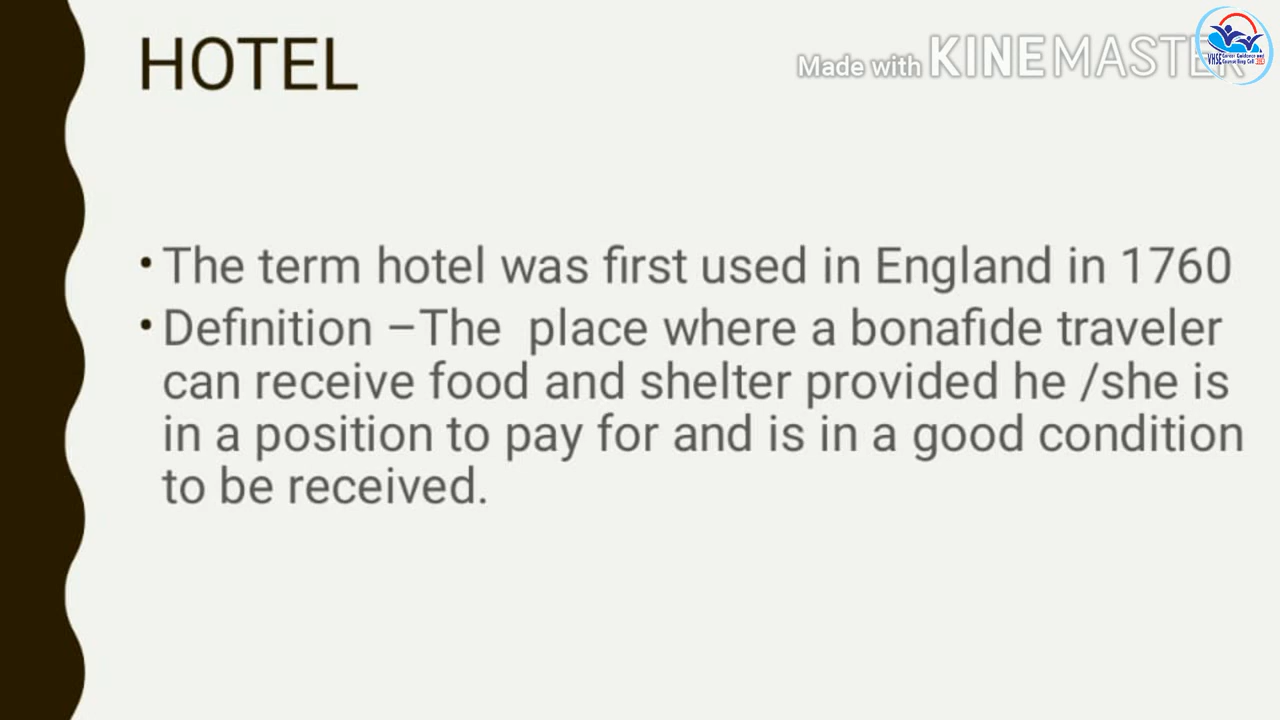 HOTEL
Made with KINEMASTER
• The term hotel was first used in England in 1760
• Definition –The  place where a bonafide traveler
can receive food and shelter provided he /she is
in a position to pay for and is in a good condition
to be received.